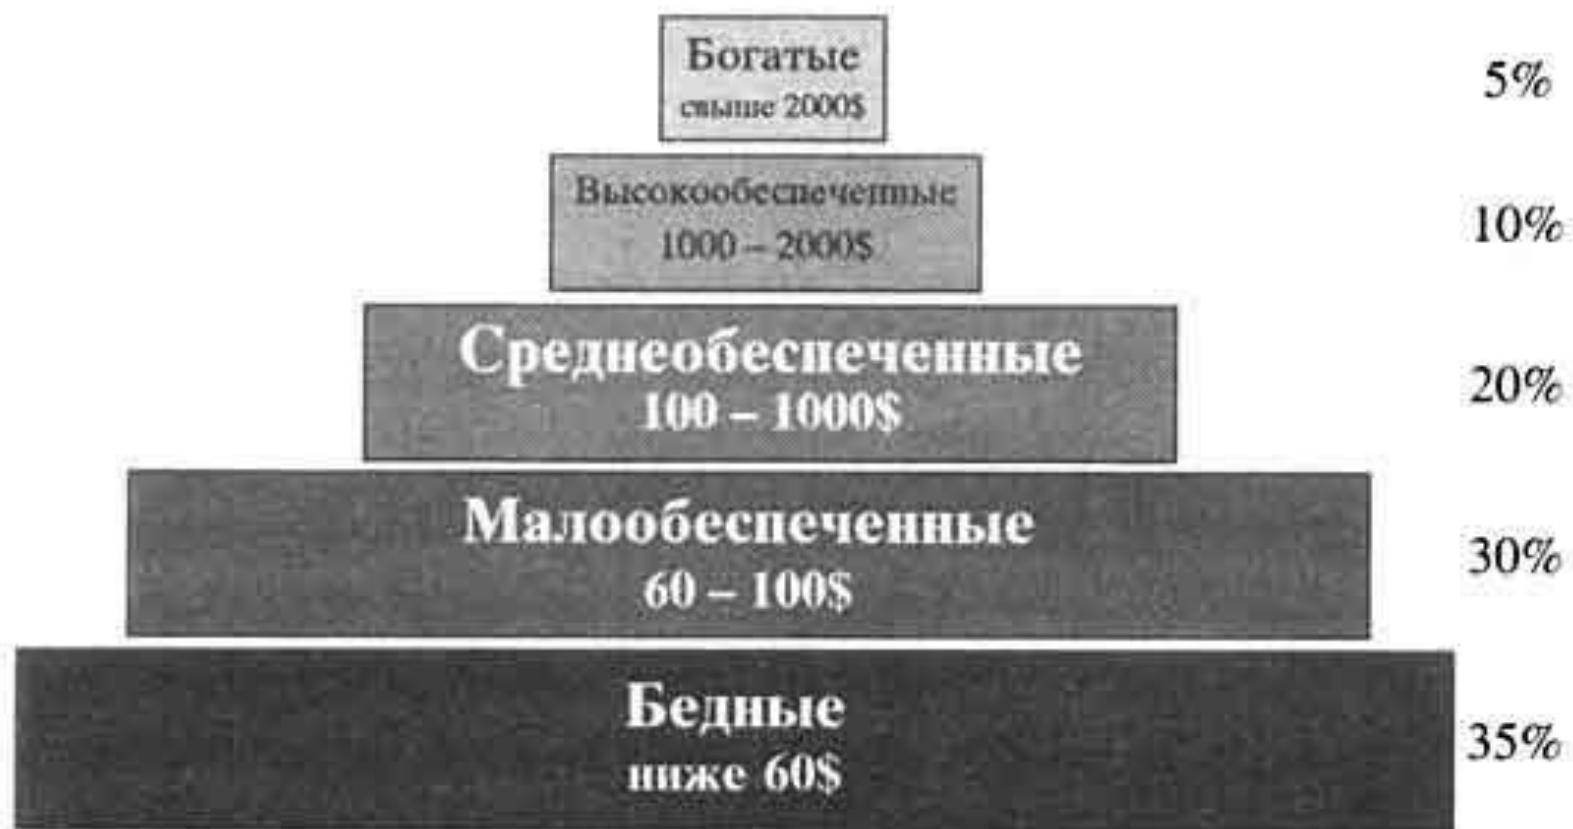 Богатые
свыше 2000$
5%
Высокообеспеченные
1000 – 2000$
10%
Среднеобеспеченные
100 – 1000$
20%
Малообеспеченные
60 – 100$
30%
Бедные
ниже 60$
35%